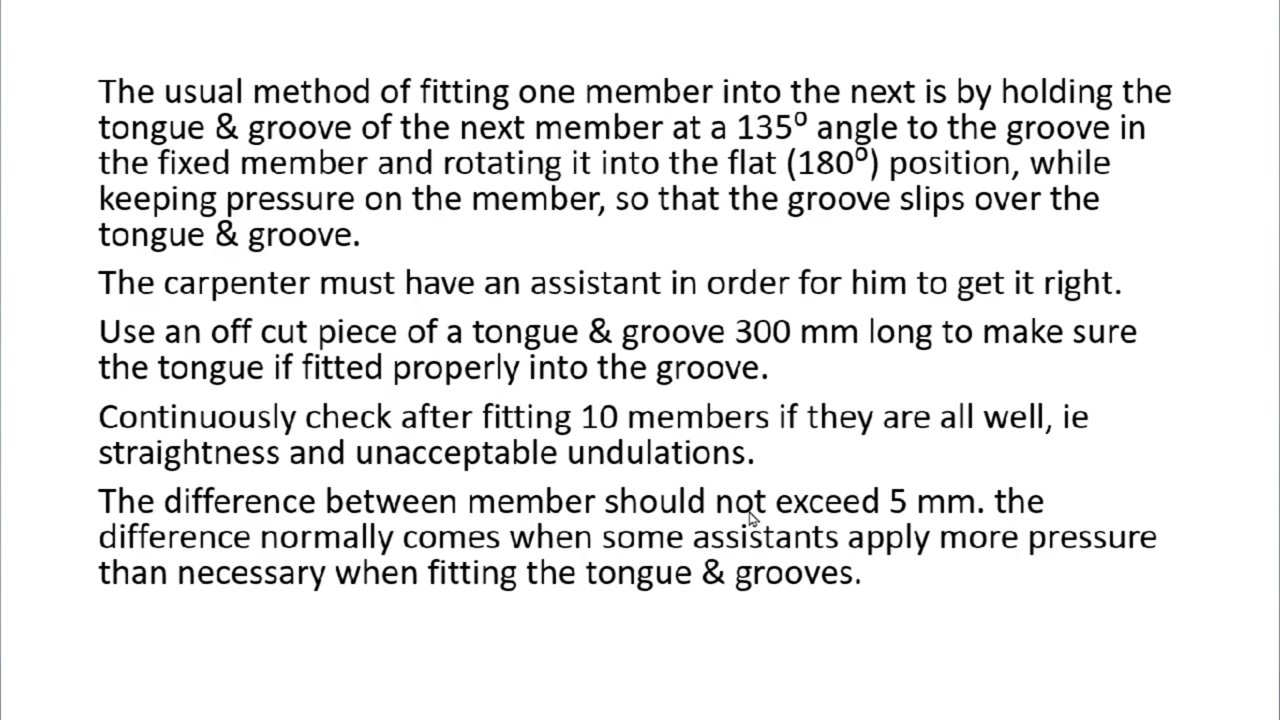 The usual method of fitting one member into the next is by holding the
tongue & groove of the next member at a 135⁰ angle to the groove in
the fixed member and rotating it into the flat (180⁰) position, while
keeping pressure on the member, so that the groove slips over the
tongue & groove.
The carpenter must have an assistant in order for him to get it right.
Use an off cut piece of a tongue & groove 300 mm long to make sure
the tongue if fitted properly into the groove.
Continuously check after fitting 10 members if they are all well, ie
straightness and unacceptable undulations.
The difference between member should not exceed 5 mm. the
difference normally comes when some assistants apply more pressure
than necessary when fitting the tongue & grooves.